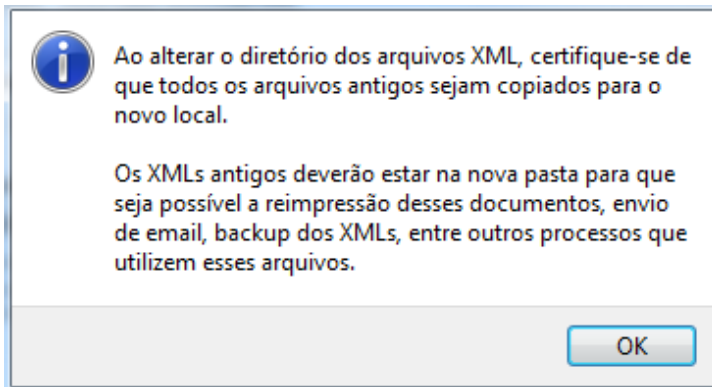 Ao alterar o diretório dos arquivos XML, certifique-se de
que todos os arquivos antigos sejam copiados para o
novo local.
Os XMLs antigos deverão estar na nova pasta para que
seja possível a reimpressão desses documentos, envio
de email, backup dos XMLs, entre outros processos que
utilizem esses arquivos.
OK